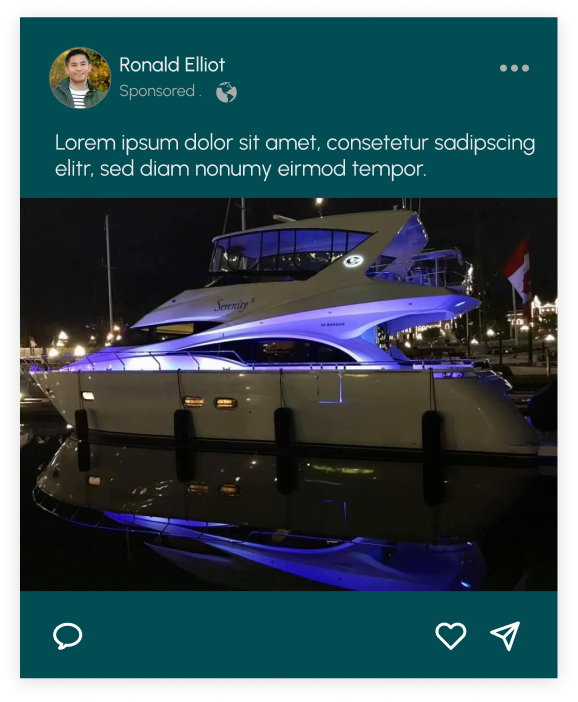 Ronald Elliot
Sponsored .
Lorem ipsum dolor sit amet, consetetur sadipscing
elitr, sed diam nonumy eirmod tempor.
Serenity